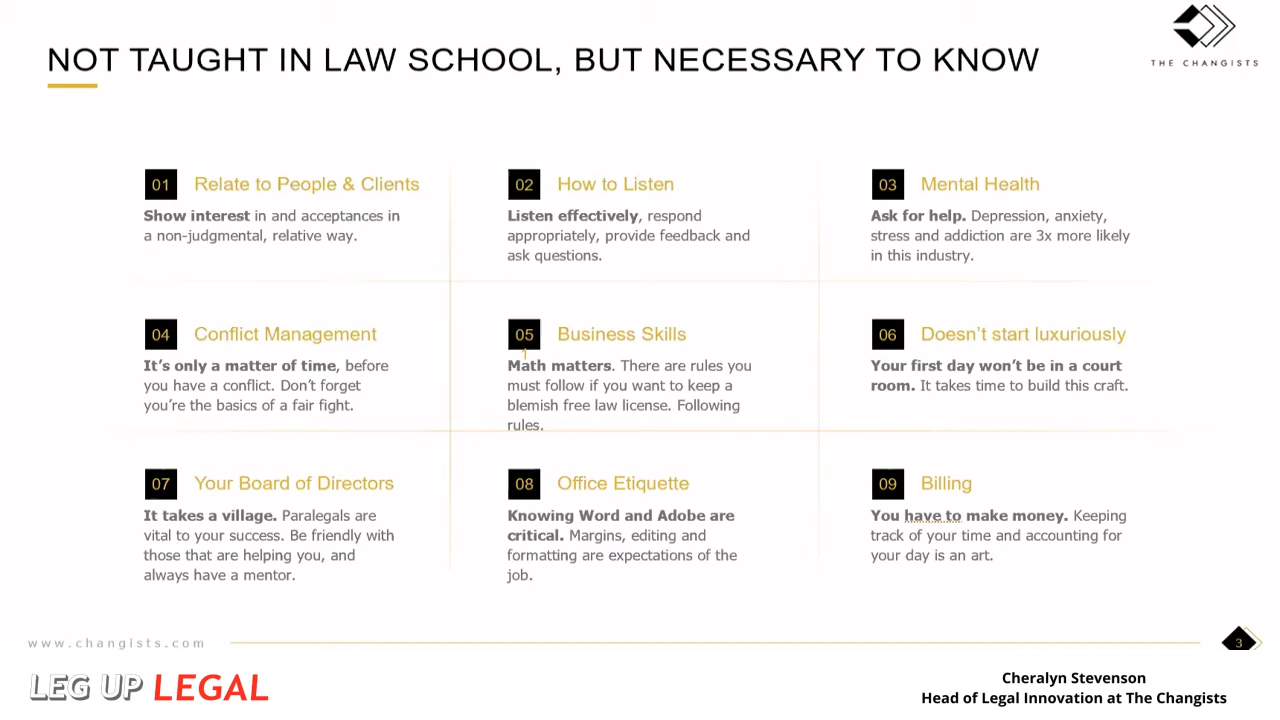 NOT TAUGHT IN LAW SCHOOL, BUT NECESSARY TO KNOW
THE CHANGISTS
01 Relate to People & Clients
Show interest in and acceptances in
a non-judgmental, relative way.
02 How to Listen
Listen effectively, respond
appropriately, provide feedback and
ask questions.
03 Mental Health
Ask for help. Depression, anxiety,
stress and addiction are 3x more likely
in this industry.
04 Conflict Management
It's only a matter of time, before
you have a conflict. Don't forget
you're the basics of a fair fight.
05 Business Skills
1
Math matters. There are rules you
must follow if you want to keep a
blemish free law license. Following
rules.
06 Doesn't start luxuriously
Your first day won't be in a court
room. It takes time to build this craft.
07 Your Board of Directors
It takes a village. Paralegals are
vital to your success. Be friendly with
those that are helping you, and
always have a mentor.
08 Office Etiquette
Knowing Word and Adobe are
critical. Margins, editing and
formatting are expectations of the
job.
09 Billing
You have to make money. Keeping
track of your time and accounting for
your day is an art.
www.changists.com
3
LEG UP LEGAL
Cheralyn Stevenson
Head of Legal Innovation at The Changists